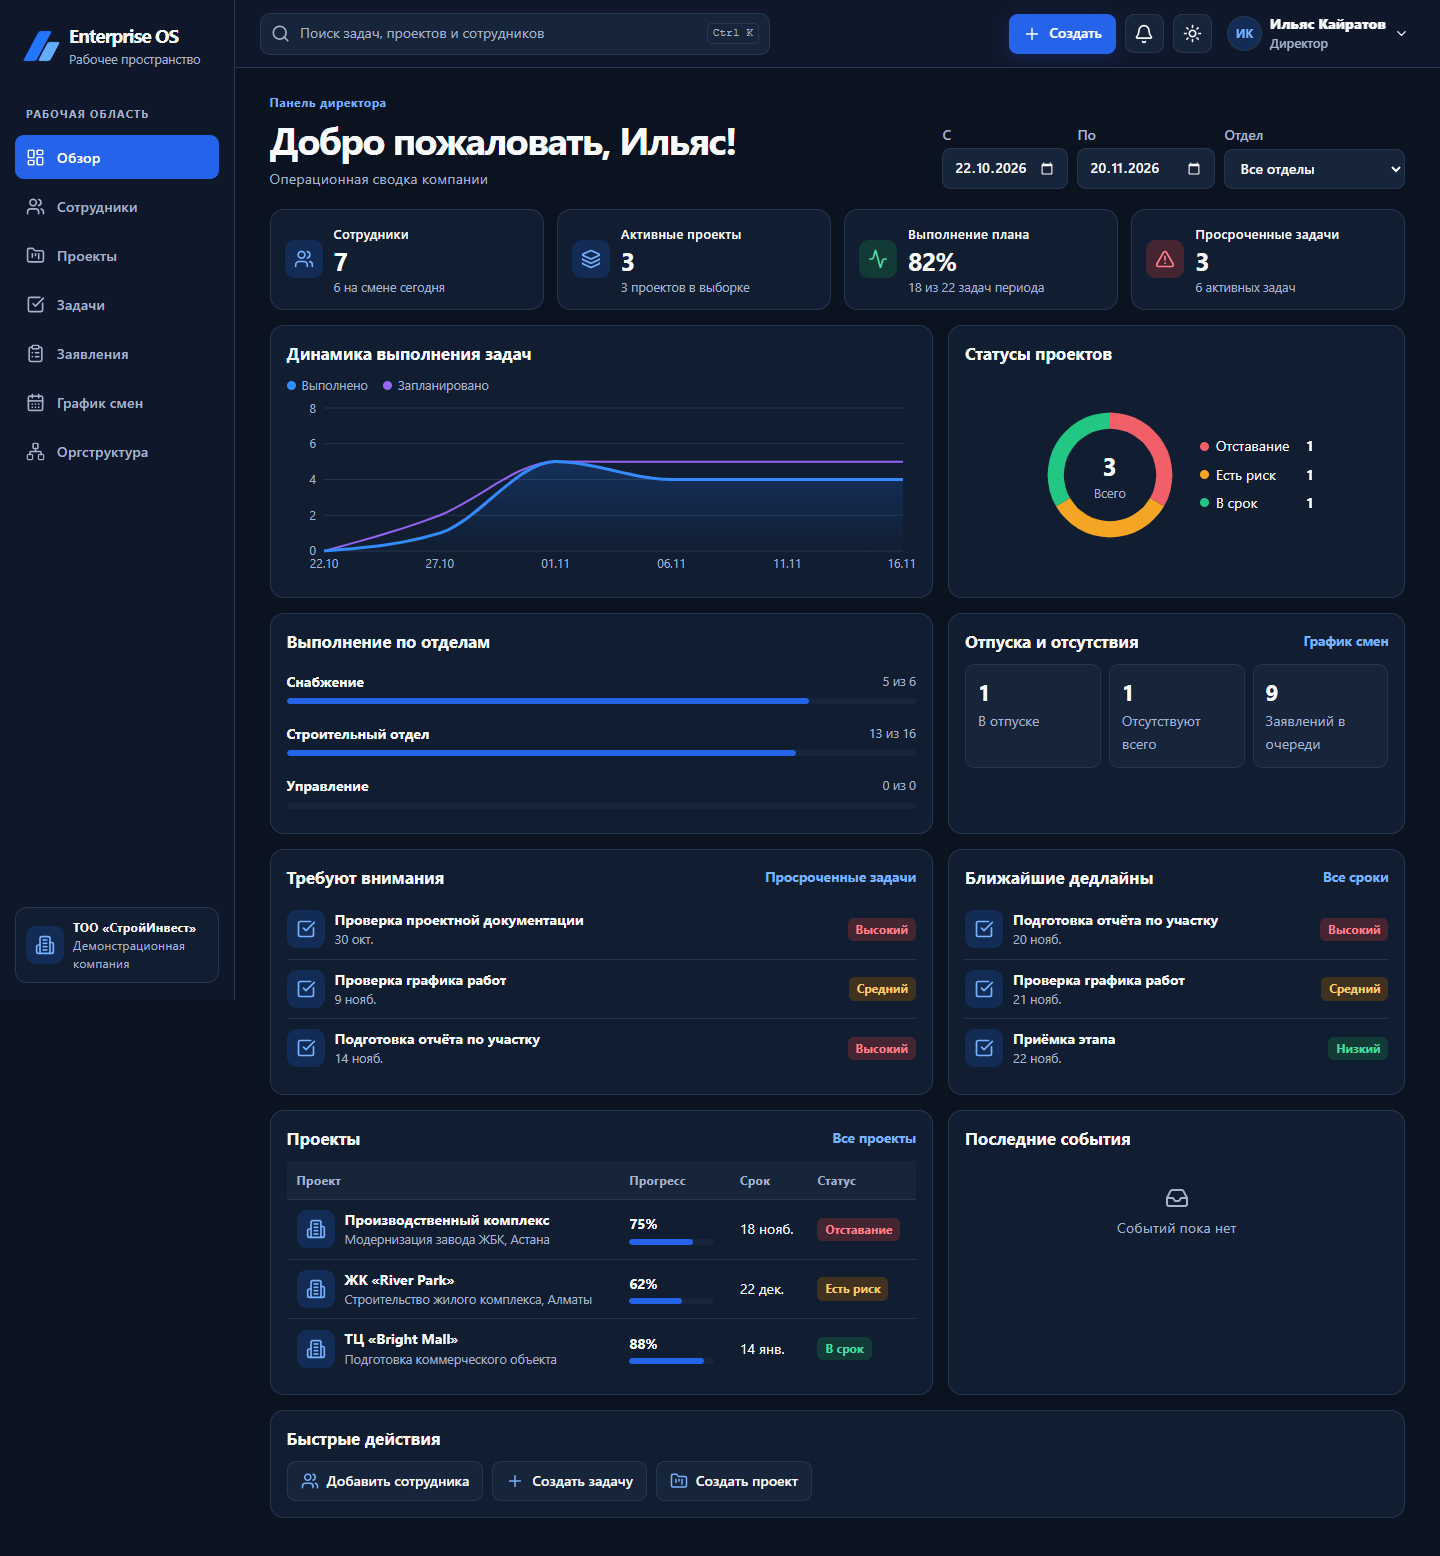 Enterprise OS
Рабочее пространство
РАБОЧАЯ ОБЛАСТЬ
Обзор
Сотрудники
Проекты
Задачи
Заявления
График смен
Оргструктура
ТОО «СтройИнвест»
Демонстрационная
компания
Поиск задач, проектов и сотрудников
Ctrl K
Создать
ИК
Ильяс Кайратов
Директор
Панель директора
Добро пожаловать, Ильяс!
Операционная сводка компании
С
22.10.2026
По
20.11.2026
Отдел
Все отделы
Сотрудники
7
6 на смене сегодня
Активные проекты
3
3 проектов в выборке
Выполнение плана
82%
18 из 22 задач периода
Просроченные задачи
3
6 активных задач
Динамика выполнения задач
Выполнено
Запланировано
8
6
4
2
0
22.10
27.10
01.11
06.11
11.11
16.11
Статусы проектов
3
Всего
Отставание 1
Есть риск 1
В срок 1
Выполнение по отделам
Снабжение 5 из 6
Строительный отдел 13 из 16
Управление 0 из 0
Отпуска и отсутствия
График смен
1
В отпуске
1
Отсутствуют
всего
9
Заявлений в
очереди
Требуют внимания
Просроченные задачи
Проверка проектной документации
30 окт.
Высокий
Проверка графика работ
9 нояб.
Средний
Подготовка отчёта по участку
14 нояб.
Высокий
Ближайшие дедлайны
Все сроки
Подготовка отчёта по участку
20 нояб.
Высокий
Проверка графика работ
21 нояб.
Средний
Приёмка этапа
22 нояб.
Низкий
Проекты
Все проекты
Проект Прогресс Срок Статус
Производственный комплекс
Модернизация завода ЖБК, Астана
75%
18 нояб.
Отставание
ЖК «River Park»
Строительство жилого комплекса, Алматы
62%
22 дек.
Есть риск
ТЦ «Bright Mall»
Подготовка коммерческого объекта
88%
14 янв.
В срок
Последние события
Событий пока нет
Быстрые действия
Добавить сотрудника
Создать задачу
Создать проект